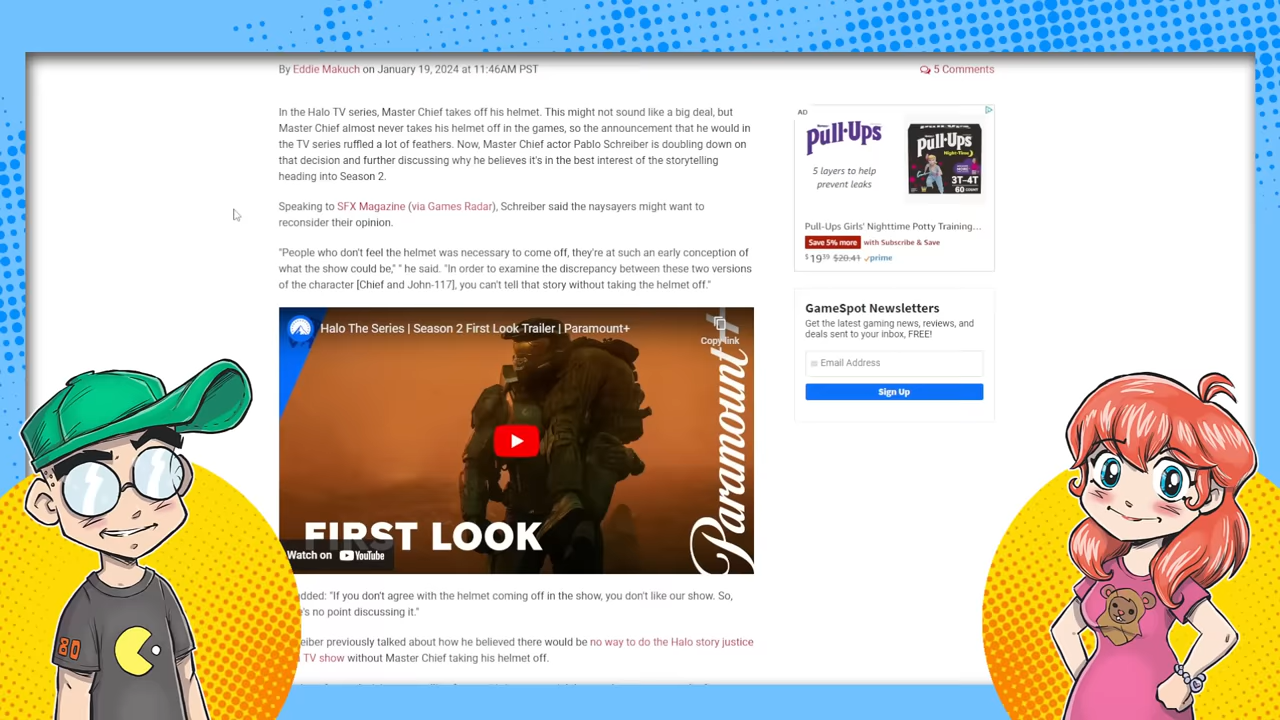 By Eddie Makuch on January 19, 2024 at 11:46AM PST
5 Comments
In the Halo TV series, Master Chief takes off his helmet. This might not sound like a big deal, but
Master Chief almost never takes his helmet off in the games, so the announcement that he would in
the TV series ruffled a lot of feathers. Now, Master Chief actor Pablo Schreiber is doubling down on
that decision and further discussing why he believes it's in the best interest of the storytelling
heading into Season 2.
Speaking to SFX Magazine (via Games Radar), Schreiber said the naysayers might want to
reconsider their opinion.
"People who don't feel the helmet was necessary to come off, they're at such an early conception of
what the show could be," " he said. "In order to examine the discrepancy between these two versions
of the character [Chief and John-117], you can't tell that story without taking the helmet off."
Halo The Series | Season 2 First Look Trailer | Paramount+
Copy link
Paramount+
FIRST LOOK
Watch on YouTube
dded: "If you don't agree with the helmet coming off in the show, you don't like our show. So,
e's no point discussing it."
eiber previously talked about how he believed there would be no way to do the Halo story justice
TV show without Master Chief taking his helmet off.
AD
Pull-Ups
5 layers to help
prevent leaks
Pull-Ups
Night-Time
3T-4T
60 COUNT
Pull-Ups Girls' Nighttime Potty Training...
Save 5% more with Subscribe & Save
$19 39 $20.41 prime
GameSpot Newsletters
Get the latest gaming news, reviews, and
deals sent to your inbox, FREE!
Email Address
Sign Up
80